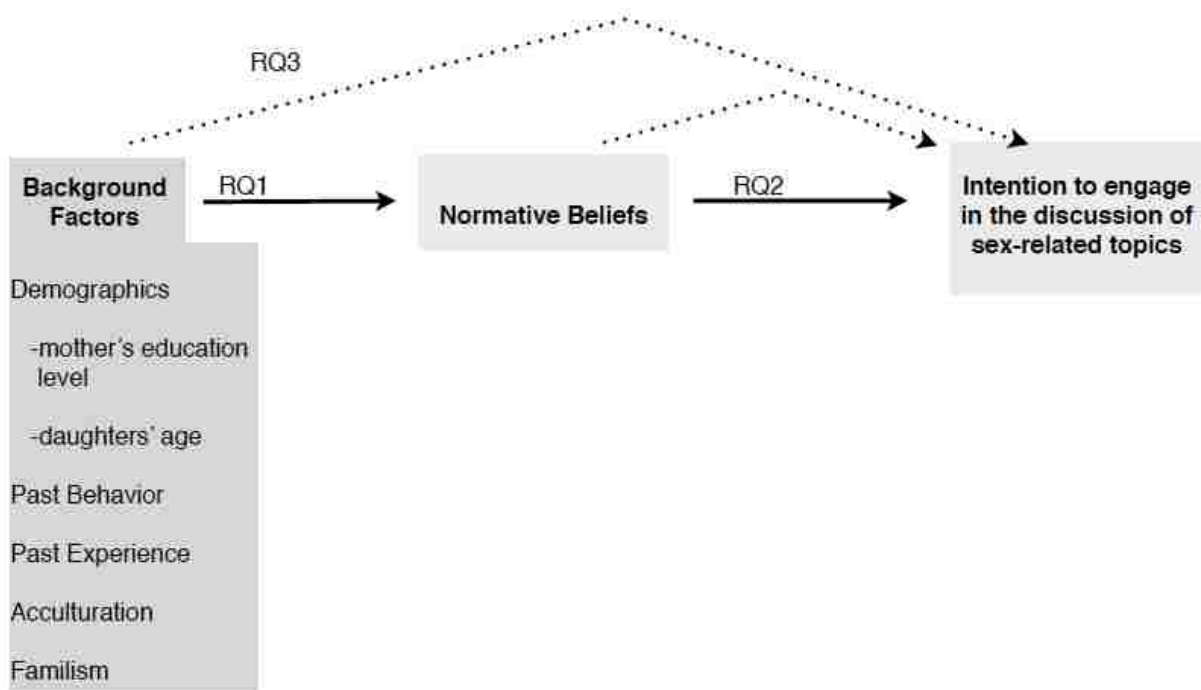 RQ3
Background
Factors
RQ1
Normative Beliefs
RQ2
Intention to engage
in the discussion of
sex-related topics
Demographics
-mother´s education
level
-daughters´ age
Past Behavior
Past Experience
Acculturation
Familism